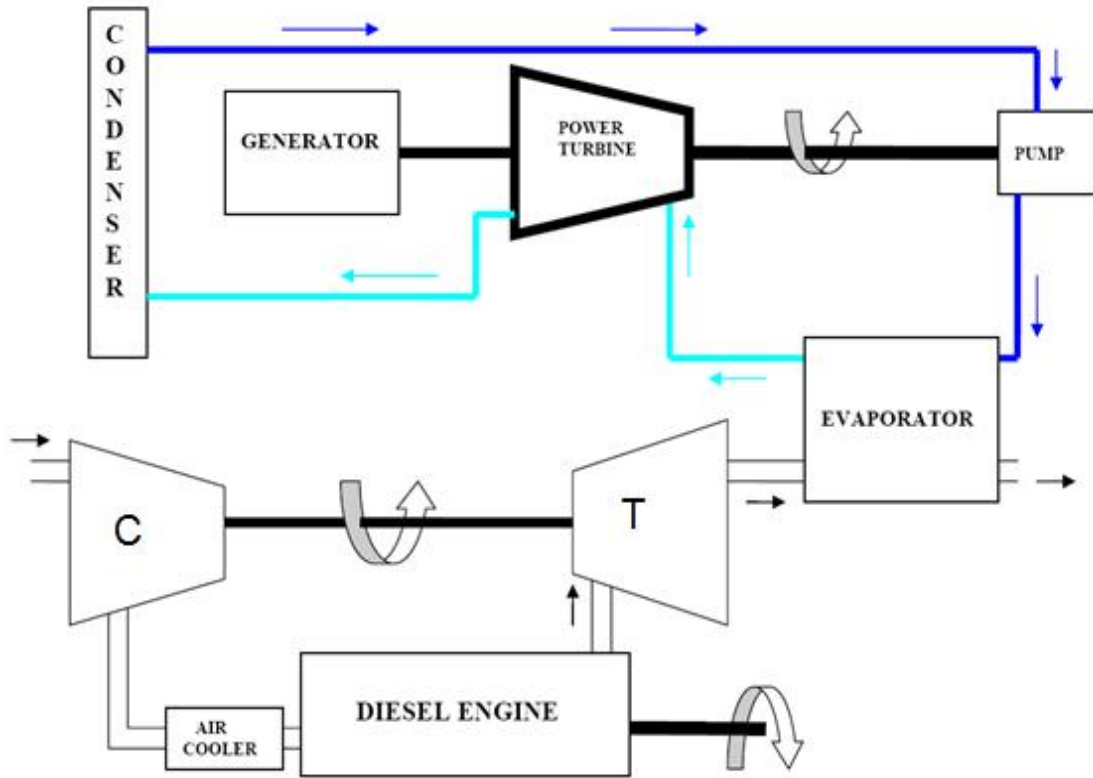 CONDENSER
GENERATOR
POWER
TURBINE
PUMP
EVAPORATOR
C
T
DIESEL ENGINE
AIR
COOLER